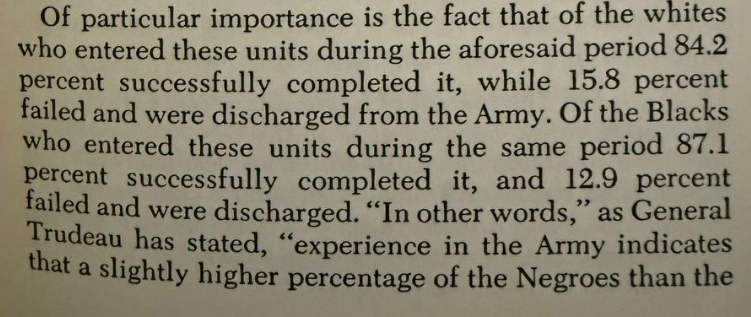 Of particular importance is the fact that of the whites
who entered these units during the aforesaid period 84.2
percent successfully completed it, while 15.8 percent
failed and were discharged from the Army. Of the Blacks
who entered these units during the same period 87.1
percent successfully completed it, and 12.9 percent
failed and were discharged. “In other words,” as General
Trudeau has stated, “experience in the Army indicates
that a slightly higher percentage of the Negroes than the